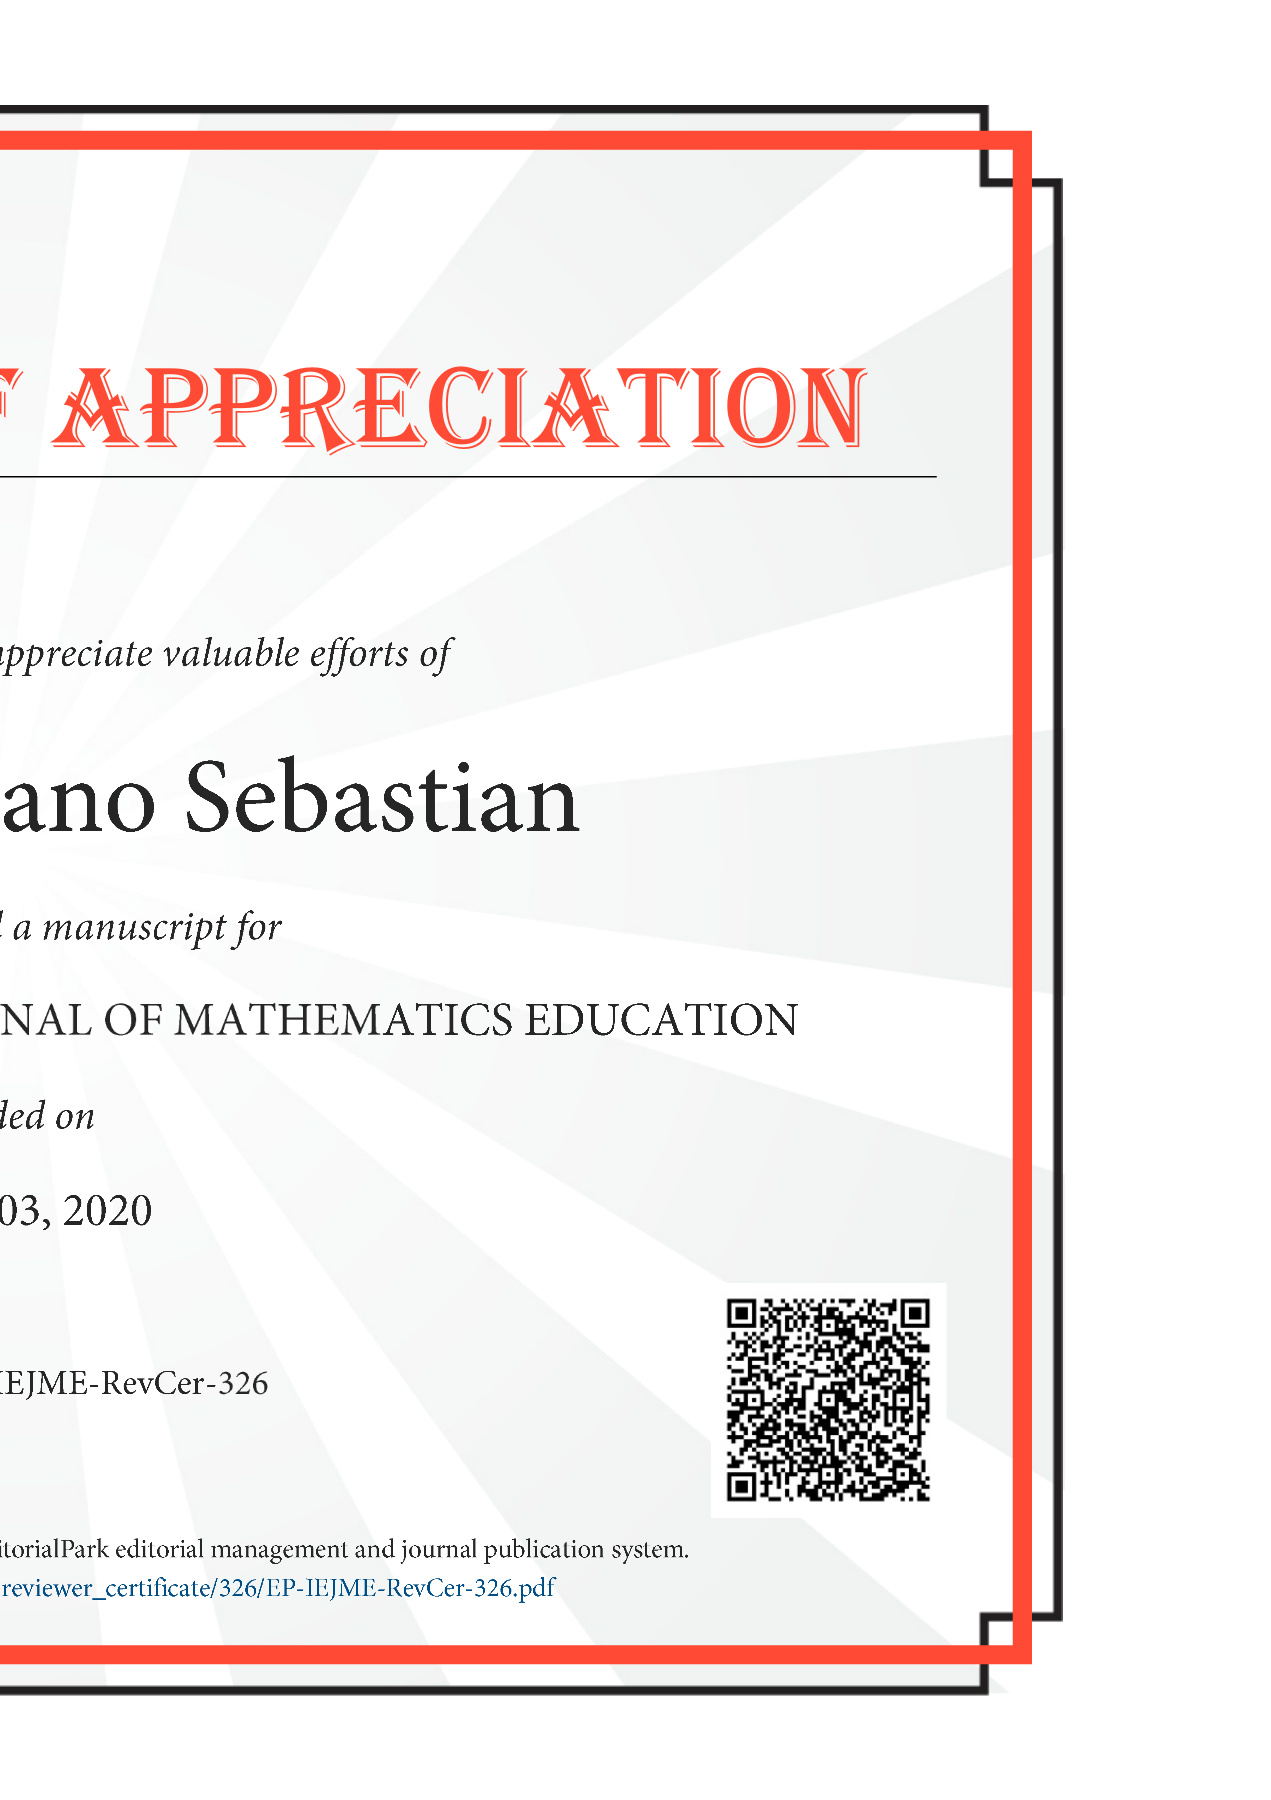 F APPRECIATION
appreciate valuable efforts of
ano Sebastian
d a manuscript for
NAL OF MATHEMATICS EDUCATION
ded on
03, 2020
IEJME-RevCer-326
itorialPark editorial management and journal publication system.
reviewer_certificate/326/EP-IEJME-RevCer-326.pdf